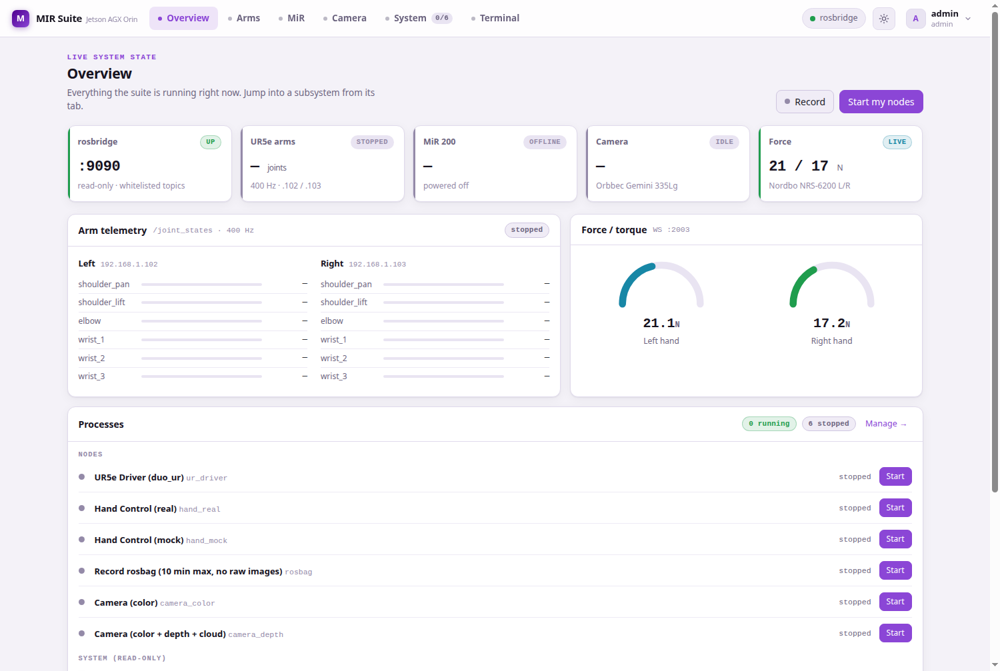 M MIR Suite Jetson AGX Orin Overview Arms MiR Camera System 0/6 Terminal rosbridge A admin
admin
LIVE SYSTEM STATE
Overview
Everything the suite is running right now. Jump into a subsystem from its
tab.
Record Start my nodes
rosbridge UP
:9090
read-only · whitelisted topics
UR5e arms STOPPED
— joints
400 Hz · .102 / .103
MiR 200 OFFLINE
—
powered off
Camera IDLE
—
Orbbec Gemini 335Lg
Force LIVE
21 / 17 N
Nordbo NRS-6200 L/R
Arm telemetry /joint_states · 400 Hz stopped
Left 192.168.1.102
shoulder_pan —
shoulder_lift —
elbow —
wrist_1 —
wrist_2 —
wrist_3 —
Right 192.168.1.103
shoulder_pan —
shoulder_lift —
elbow —
wrist_1 —
wrist_2 —
wrist_3 —
Force / torque WS :2003
21.1N
Left hand
17.2N
Right hand
Processes 0 running 6 stopped Manage →
NODES
UR5e Driver (duo_ur) ur_driver stopped Start
Hand Control (real) hand_real stopped Start
Hand Control (mock) hand_mock stopped Start
Record rosbag (10 min max, no raw images) rosbag stopped Start
Camera (color) camera_color stopped Start
Camera (color + depth + cloud) camera_depth stopped Start
SYSTEM (READ-ONLY)